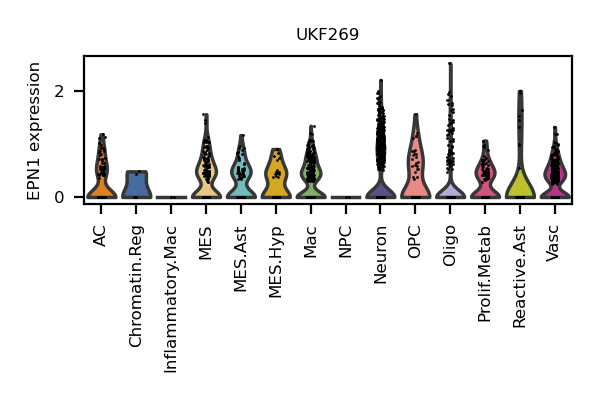 UKF269
EPN1 expression
2
0
AC
Chromatin.Reg
Inflammatory.Mac
MES
MES.Ast
MES.Hyp
Mac
NPC
Neuron
OPC
Oligo
Prolif.Metab
Reactive.Ast
Vasc